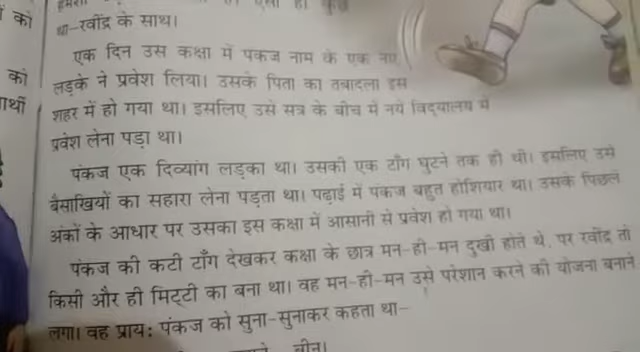 को
था-रवींद्र के साथ।
एक दिन उस कक्षा में पंकज नाम के एक नए
को
लड़के ने प्रवेश लिया। उसके पिता का तबादला इस
शहर में हो गया था। इसलिए उसे सत्र के बीच में नये विद्यालय में
प्रवेश लेना पड़ा था।
पंकज एक दिव्यांग लड़का था। उसकी एक टाँग घुटने तक ही थी। इसलिए उसे
बैसाखियों का सहारा लेना पड़ता था। पढ़ाई में पंकज बहुत होशियार था। उसके पिछले
अंकों के आधार पर उसका इस कक्षा में आसानी से प्रवेश हो गया था।
पंकज की कटी टाँग देखकर कक्षा के छात्र मन-ही-मन दुखी होते थे, पर रवींद्र तो
किसी और ही मिट्टी का बना था। वह मन-ही-मन उसे परेशान करने की योजना बनाने
लगा। वह प्राय: पंकज को सुना-सुनाकर कहता था-